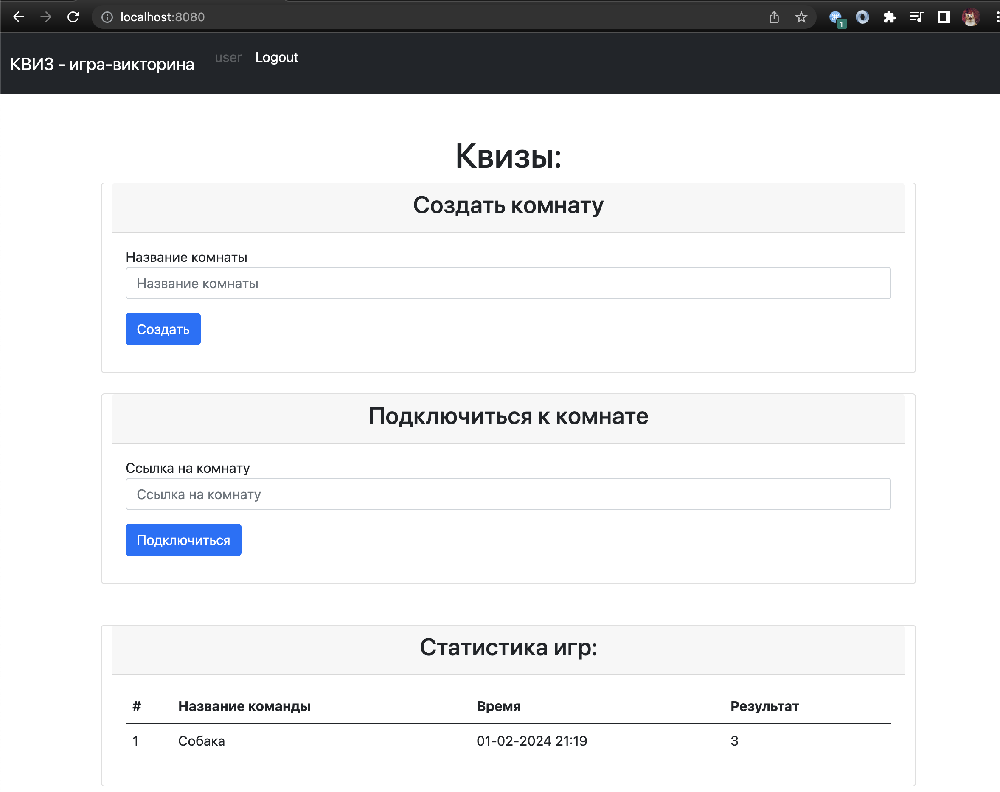 localhost:8080
1
КВИЗ - игра-викторина user Logout
Квизы:
Создать комнату
Название комнаты
Название комнаты
Создать
Подключиться к комнате
Ссылка на комнату
Ссылка на комнату
Подключиться
Статистика игр:
# Название команды Время Результат
1 Собака 01-02-2024 21:19 3